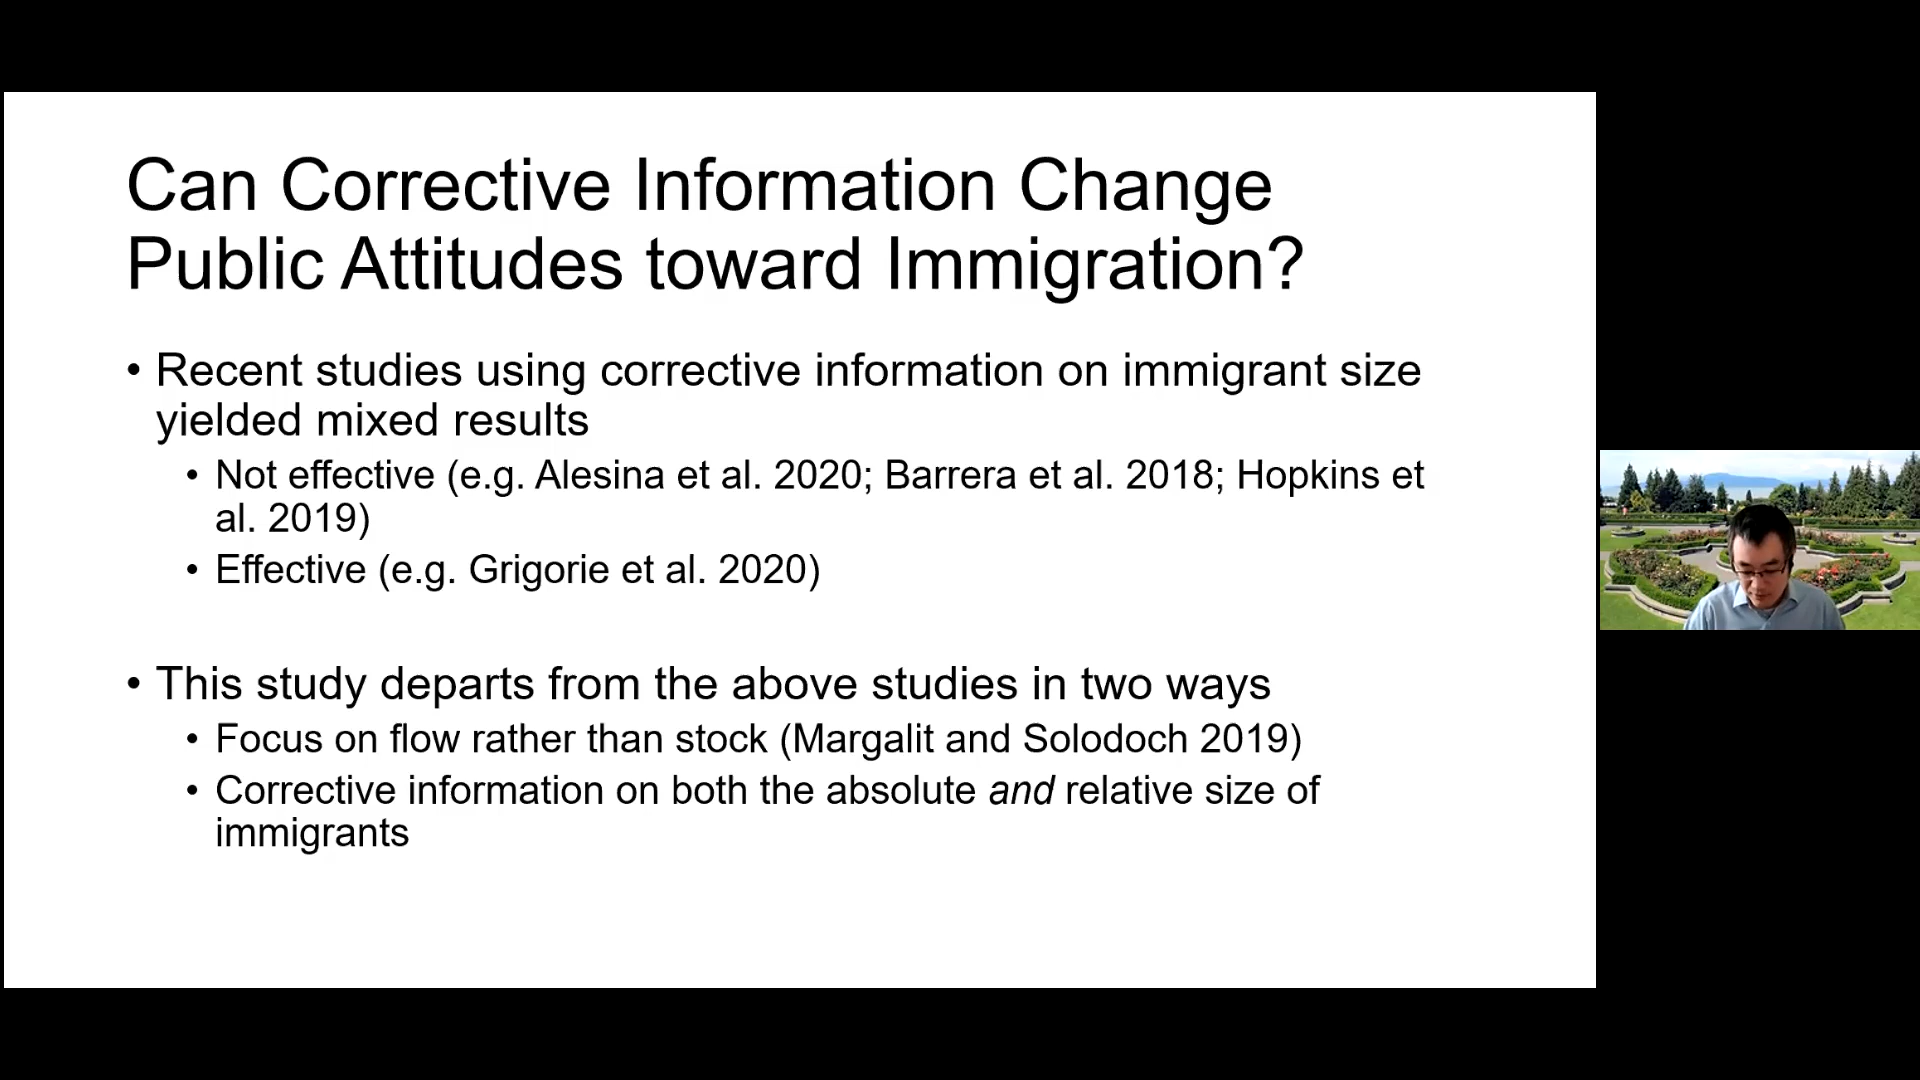 Can Corrective Information Change
Public Attitudes toward Immigration?
• Recent studies using corrective information on immigrant size
yielded mixed results
• Not effective (e.g. Alesina et al. 2020; Barrera et al. 2018; Hopkins et
al. 2019)
• Effective (e.g. Grigorie et al. 2020)
• This study departs from the above studies in two ways
• Focus on flow rather than stock (Margalit and Solodoch 2019)
• Corrective information on both the absolute and relative size of
immigrants